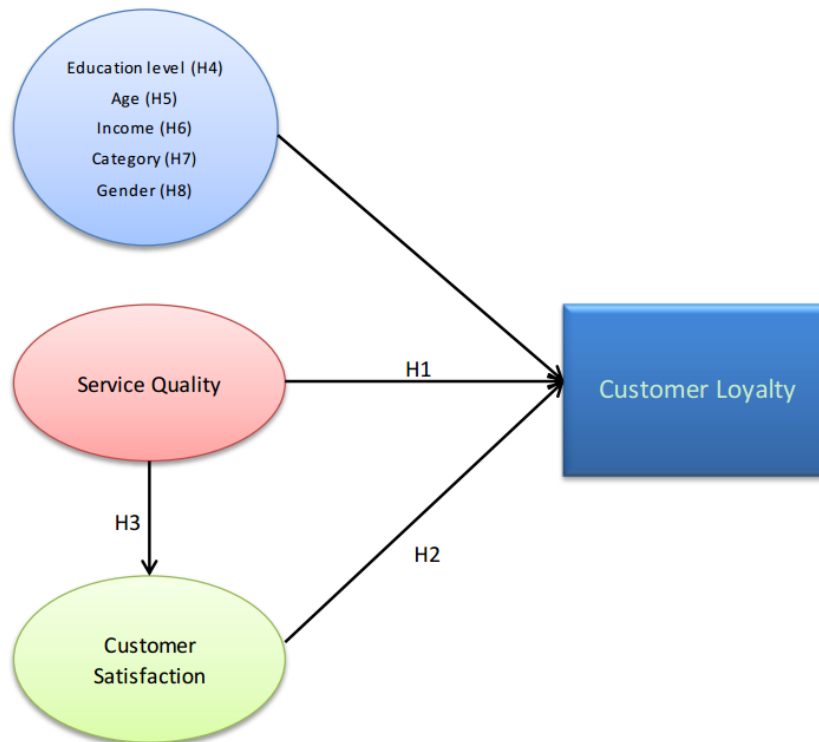 Education level (H4)
Age (H5)
Income (H6)
Category (H7)
Gender (H8)
Service Quality
H1
Customer Loyalty
H3
H2
Customer
Satisfaction